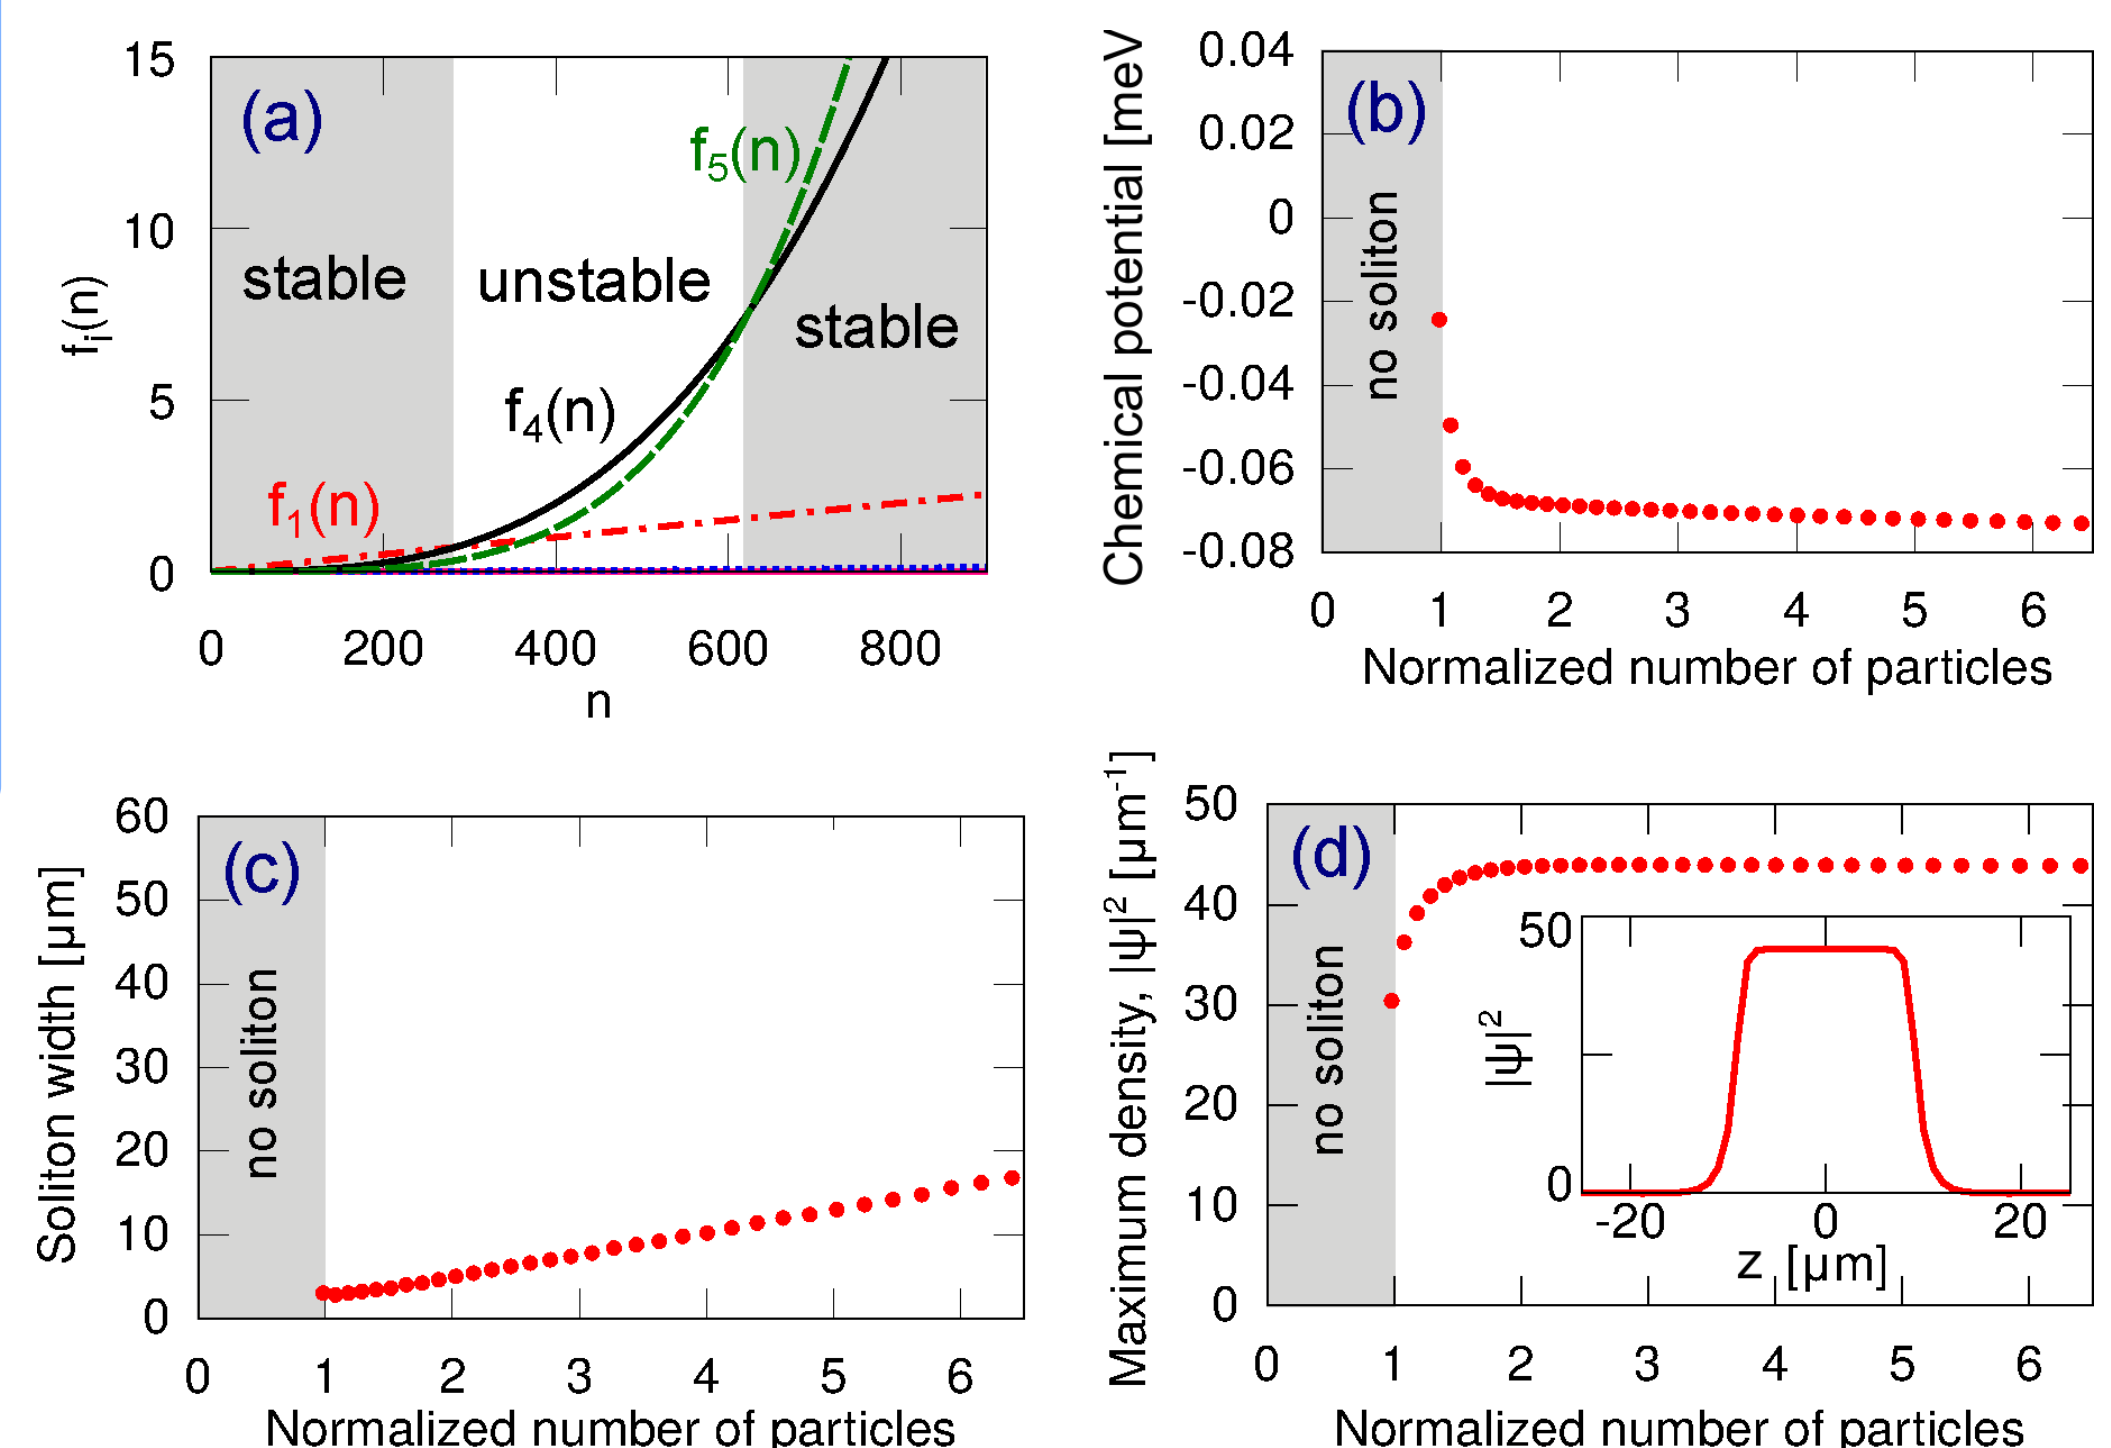 (a)
15
10
5
0
f₁(n)
f₄(n)
f₅(n)
stable
unstable
stable
fᵢ(n)
0 200 400 600 800
n
(b)
0.04
0.02
0
-0.02
-0.04
-0.06
-0.08
Chemical potential [meV
no soliton
0 1 2 3 4 5 6
Normalized number of particles
(c)
60
50
40
30
20
10
0
Soliton width [µm]
no soliton
0 1 2 3 4 5 6
Normalized number of particles
(d)
50
40
30
20
10
0
Maximum density, |ψ|² [µm⁻¹]
no soliton
50
0
|ψ|²
-20 0 20
z [µm]
0 1 2 3 4 5 6
Normalized number of particles